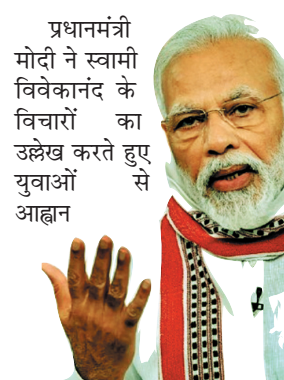 प्रधानमंत्री
मोदी ने स्वामी
विवेकानंद के
विचारों का
उल्लेख करते हुए
युवाओं से
आह्वान